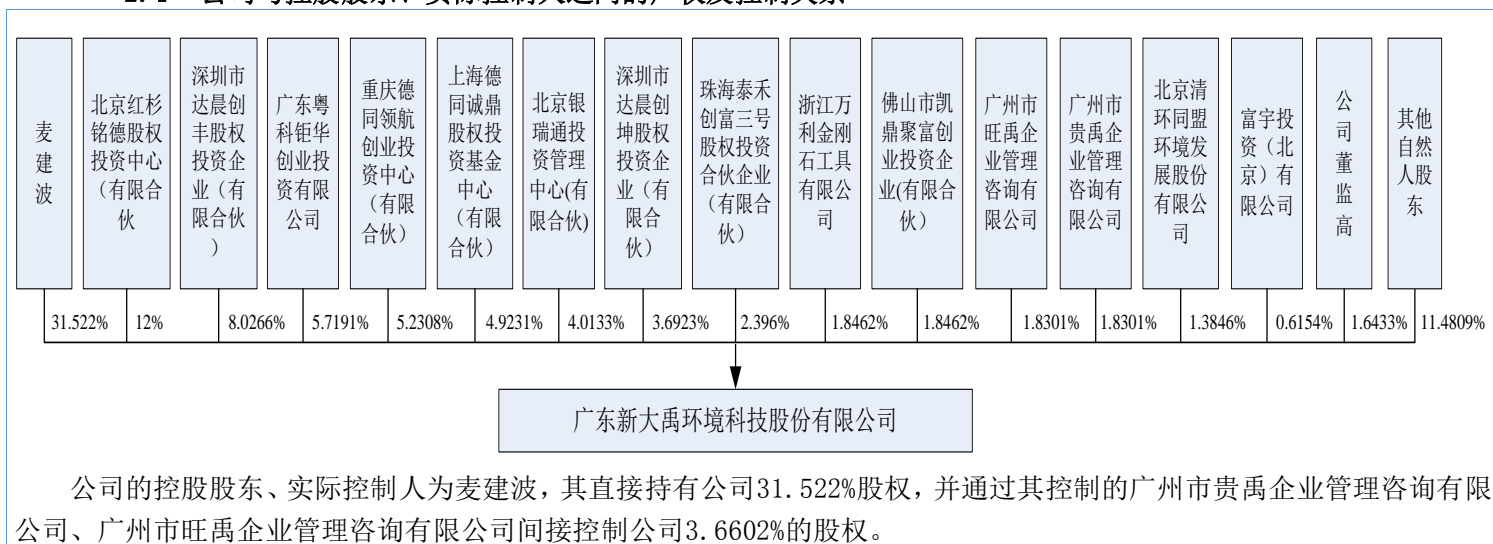 麦
建
波
北京红杉
铭德股权
投资中心
（有限合
伙
深圳市
达晨创
丰股权
投资企
业（有
限合伙
）
广东粤
科钜华
创业投
资有限
公司
重庆德
同领航
创业投
资中心
（有限
合伙）
上海德
同诚鼎
股权投
资基金
中心
（有限
合伙）
北京银
瑞通投
资管理
中心(有
限合伙)
深圳市
达晨创
坤股权
投资企
业（有
限合
伙）
珠海泰禾
创富三号
股权投资
合伙企业
（有限合
伙）
浙江万
利金刚
石工具
有限公
司
佛山市凯
鼎聚富创
业投资企
业(有限合
伙）
广州市
旺禹企
业管理
咨询有
限公司
广州市
贵禹企
业管理
咨询有
限公司
北京清
环同盟
环境发
展股份
有限公
司
富宇投
资（北
京）有
限公司
公
司
董
监
高
其他
自然
人股
东
31.522% 12% 8.0266% 5.7191% 5.2308% 4.9231% 4.0133% 3.6923% 2.396% 1.8462% 1.8462% 1.8301% 1.8301% 1.3846% 0.6154% 1.6433% 11.4809%
广东新大禹环境科技股份有限公司
公司的控股股东、实际控制人为麦建波，其直接持有公司31.522%股权，并通过其控制的广州市贵禹企业管理咨询有限
公司、广州市旺禹企业管理咨询有限公司间接控制公司3.6602%的股权。